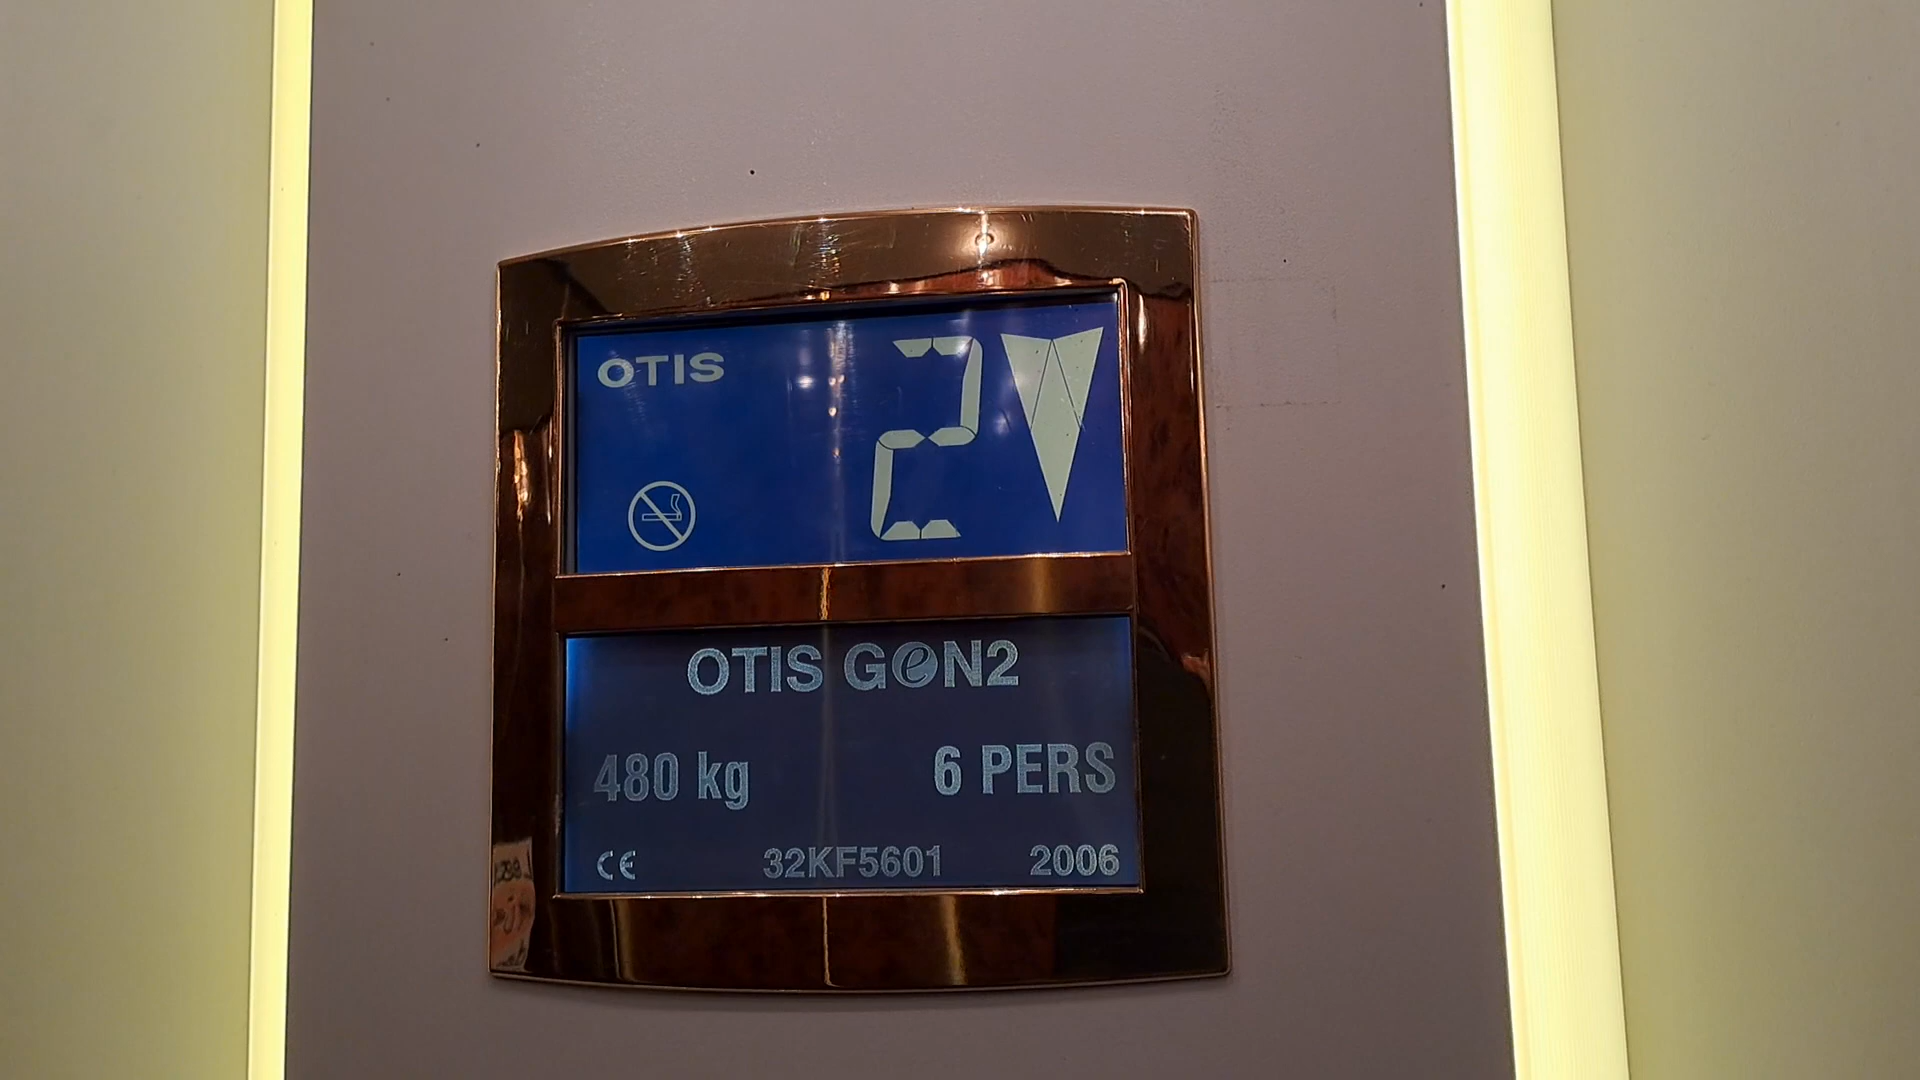 OTIS
2
OTIS GeN2
480 kg
6 PERS
CE
32KF5601
2006